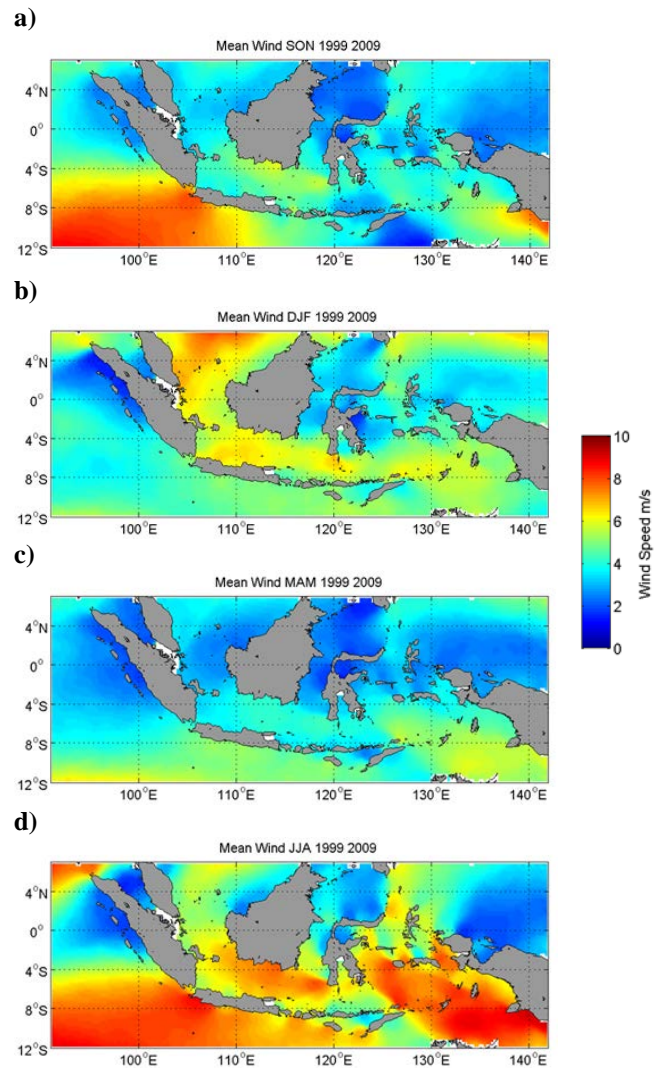 a)
Mean Wind SON 1999 2009
4°N
0°
4°S
8°S
12°S
100°E 110°E 120°E 130°E 140°E
b)
Mean Wind DJF 1999 2009
4°N
0°
4°S
8°S
12°S
100°E 110°E 120°E 130°E 140°E
10
8
6
4
2
0
Wind Speed m/s
c)
Mean Wind MAM 1999 2009
4°N
0°
4°S
8°S
12°S
100°E 110°E 120°E 130°E 140°E
d)
Mean Wind JJA 1999 2009
4°N
0°
4°S
8°S
12°S
100°E 110°E 120°E 130°E 140°E